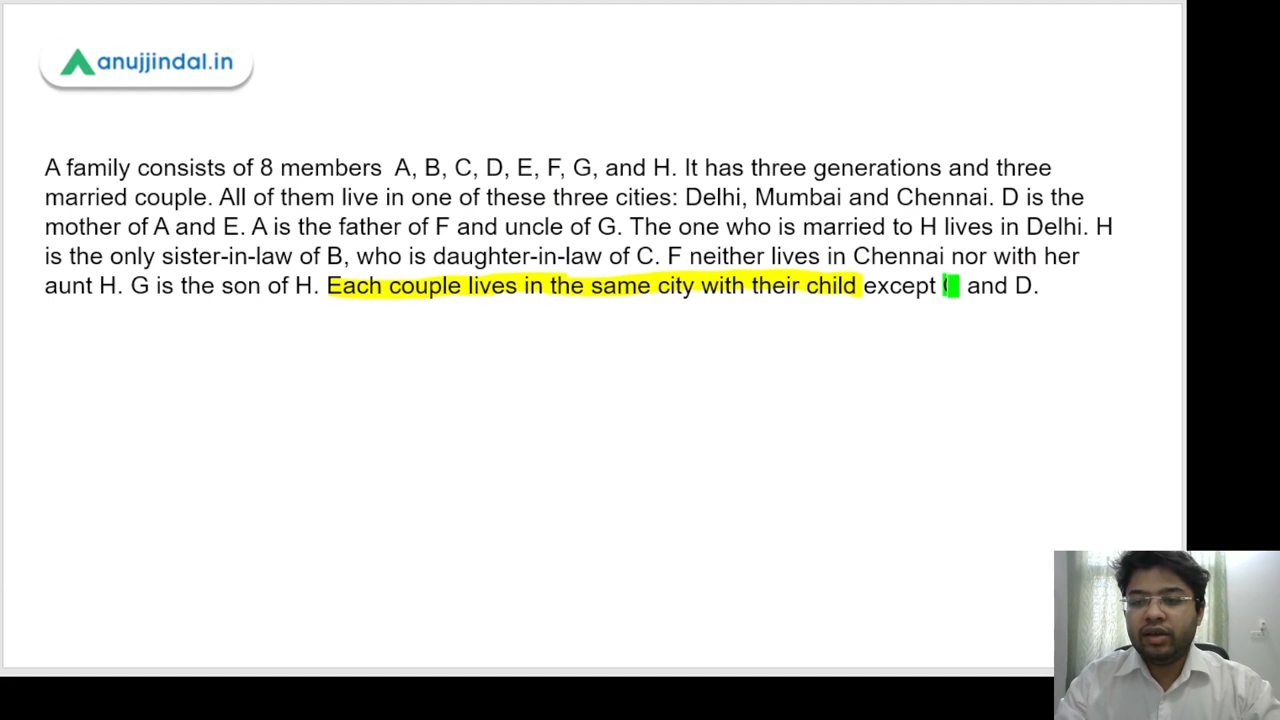 anujjindal.in
A family consists of 8 members A, B, C, D, E, F, G, and H. It has three generations and three
married couple. All of them live in one of these three cities: Delhi, Mumbai and Chennai. D is the
mother of A and E. A is the father of F and uncle of G. The one who is married to H lives in Delhi. H
is the only sister-in-law of B, who is daughter-in-law of C. F neither lives in Chennai nor with her
aunt H. G is the son of H. Each couple lives in the same city with their child except and D.